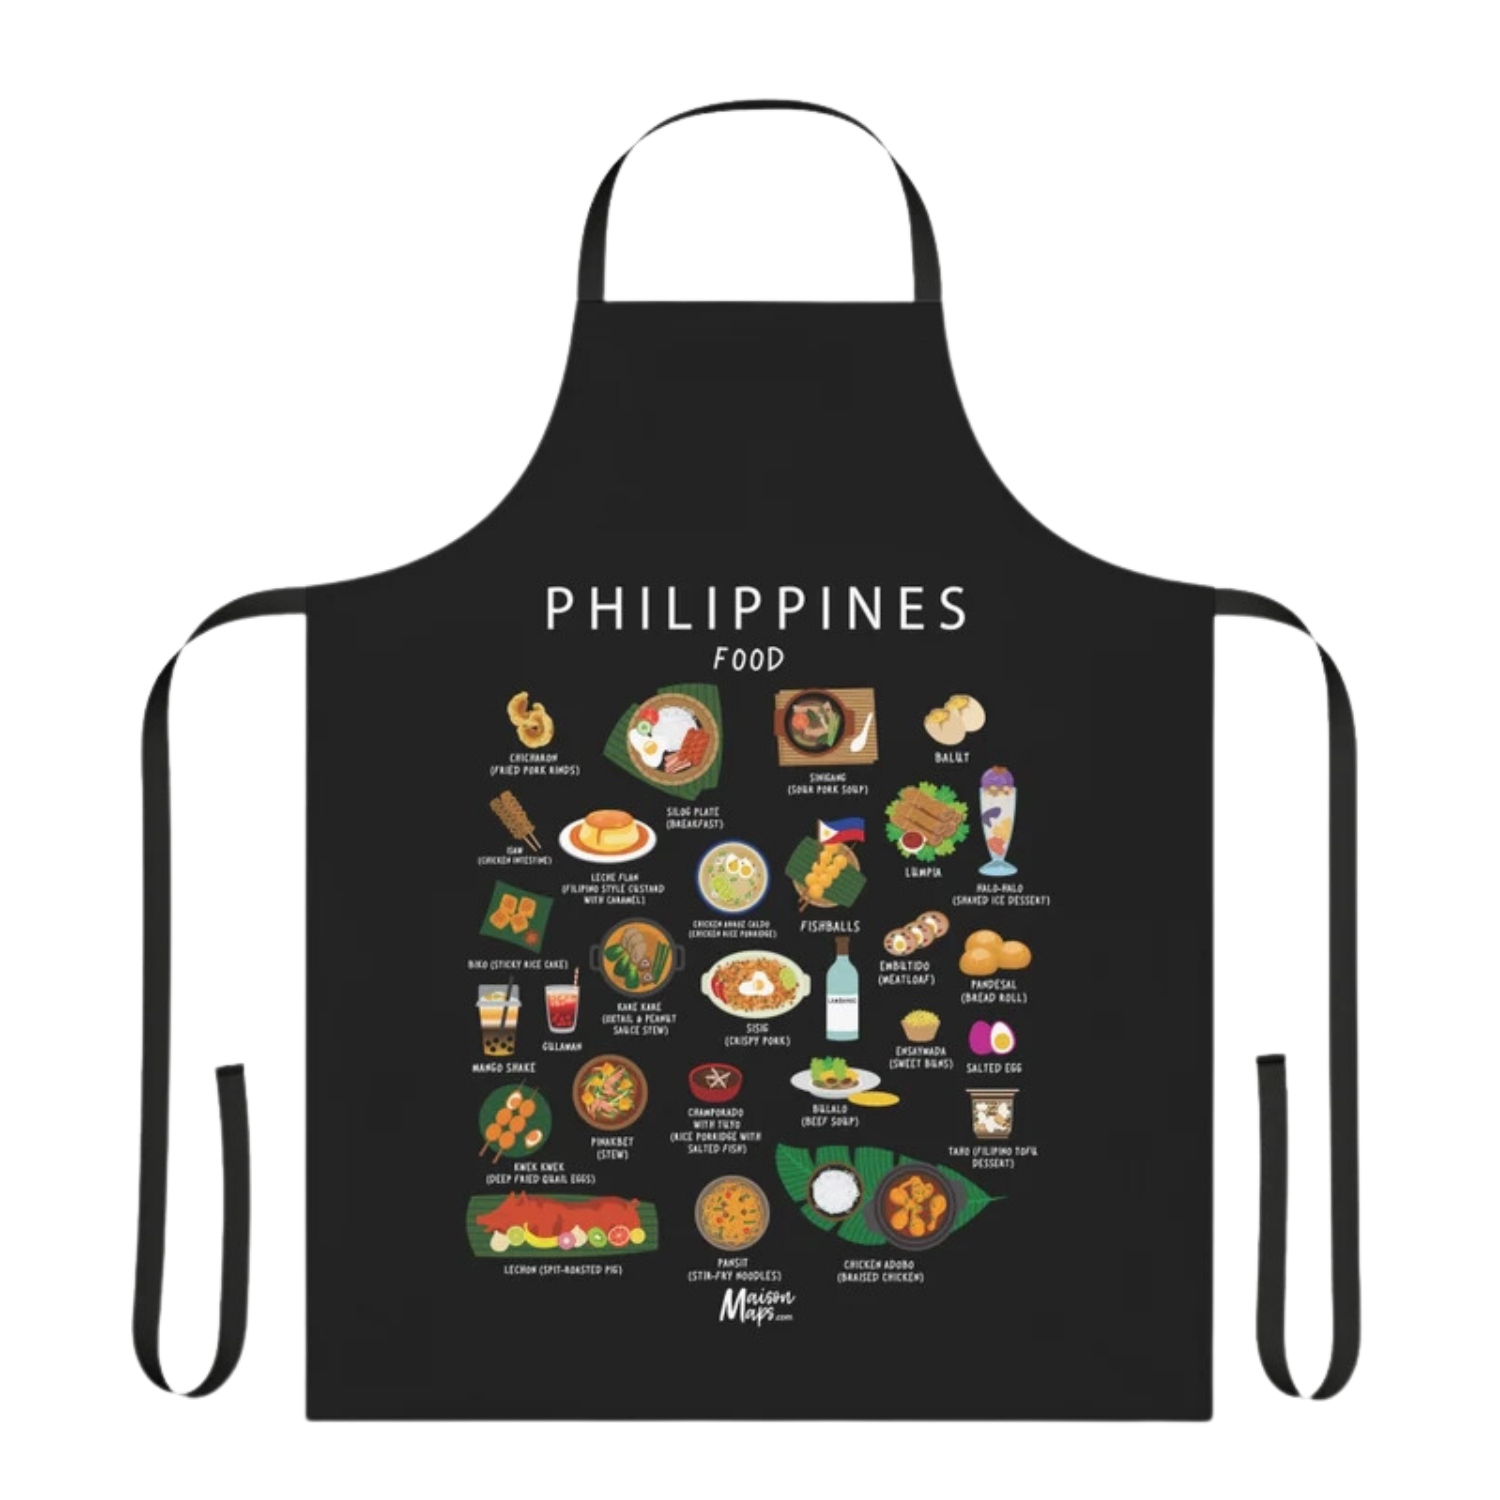 PHILIPPINES
FOOD
CHICHARON
(FRIED PORK RINDS)
SILOG PLATE
(BREAKFAST)
SINIGANG
(SOUR PORK SOUP)
BALUT
ISAW
(CHICKEN INTESTINE)
LECHE FLAN
(FILIPINO STYLE CUSTARD
WITH CARAMEL)
CHICKEN ARROZ CALDO
(CHICKEN RICE PORRIDGE)
FISHBALLS
LUMPIA
HALO-HALO
(SHAVED ICE DESSERT)
BIKO (STICKY RICE CAKE)
KARE KARE
(OXTAIL & PEANUT
SAUCE STEW)
SISIG
(CRISPY PORK)
LAMBANOG
EMBUTIDO
(MEATLOAF)
PANDESAL
(BREAD ROLL)
MANGO SHAKE
GULAMAN
ENSAYMADA
(SWEET BUNS)
SALTED EGG
KWEK KWEK
(DEEP FRIED QUAIL EGGS)
PINAKBET
(STEW)
CHAMPORADO
WITH TUYO
(RICE PORRIDGE WITH
SALTED FISH)
BULALO
(BEEF SOUP)
TAHO (FILIPINO TOFU
DESSERT)
LECHON (SPIT-ROASTED PIG)
PANSIT
(STIR-FRY NOODLES)
CHICKEN ADOBO
(BRAISED CHICKEN)
Maison
Maps.com